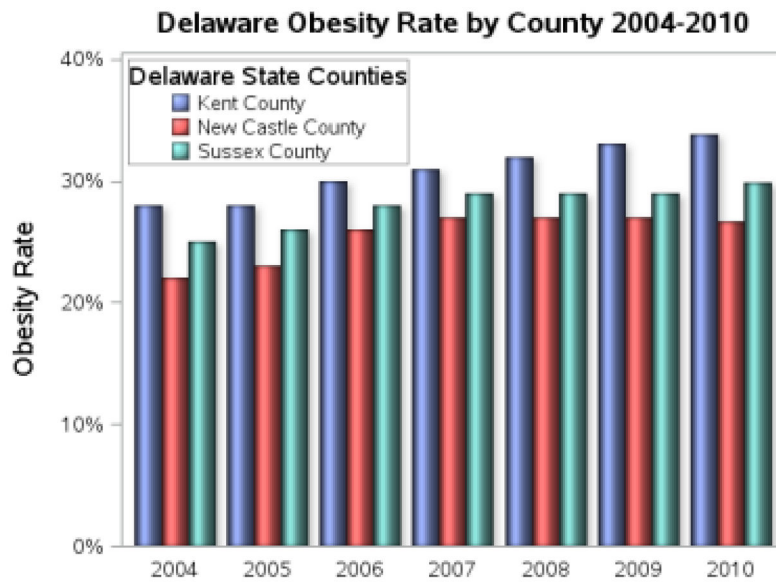 Delaware Obesity Rate by County 2004-2010
40%
Delaware State Counties
Kent County
New Castle County
Sussex County
30%
20%
10%
0%
Obesity Rate
2004 2005 2006 2007 2008 2009 2010